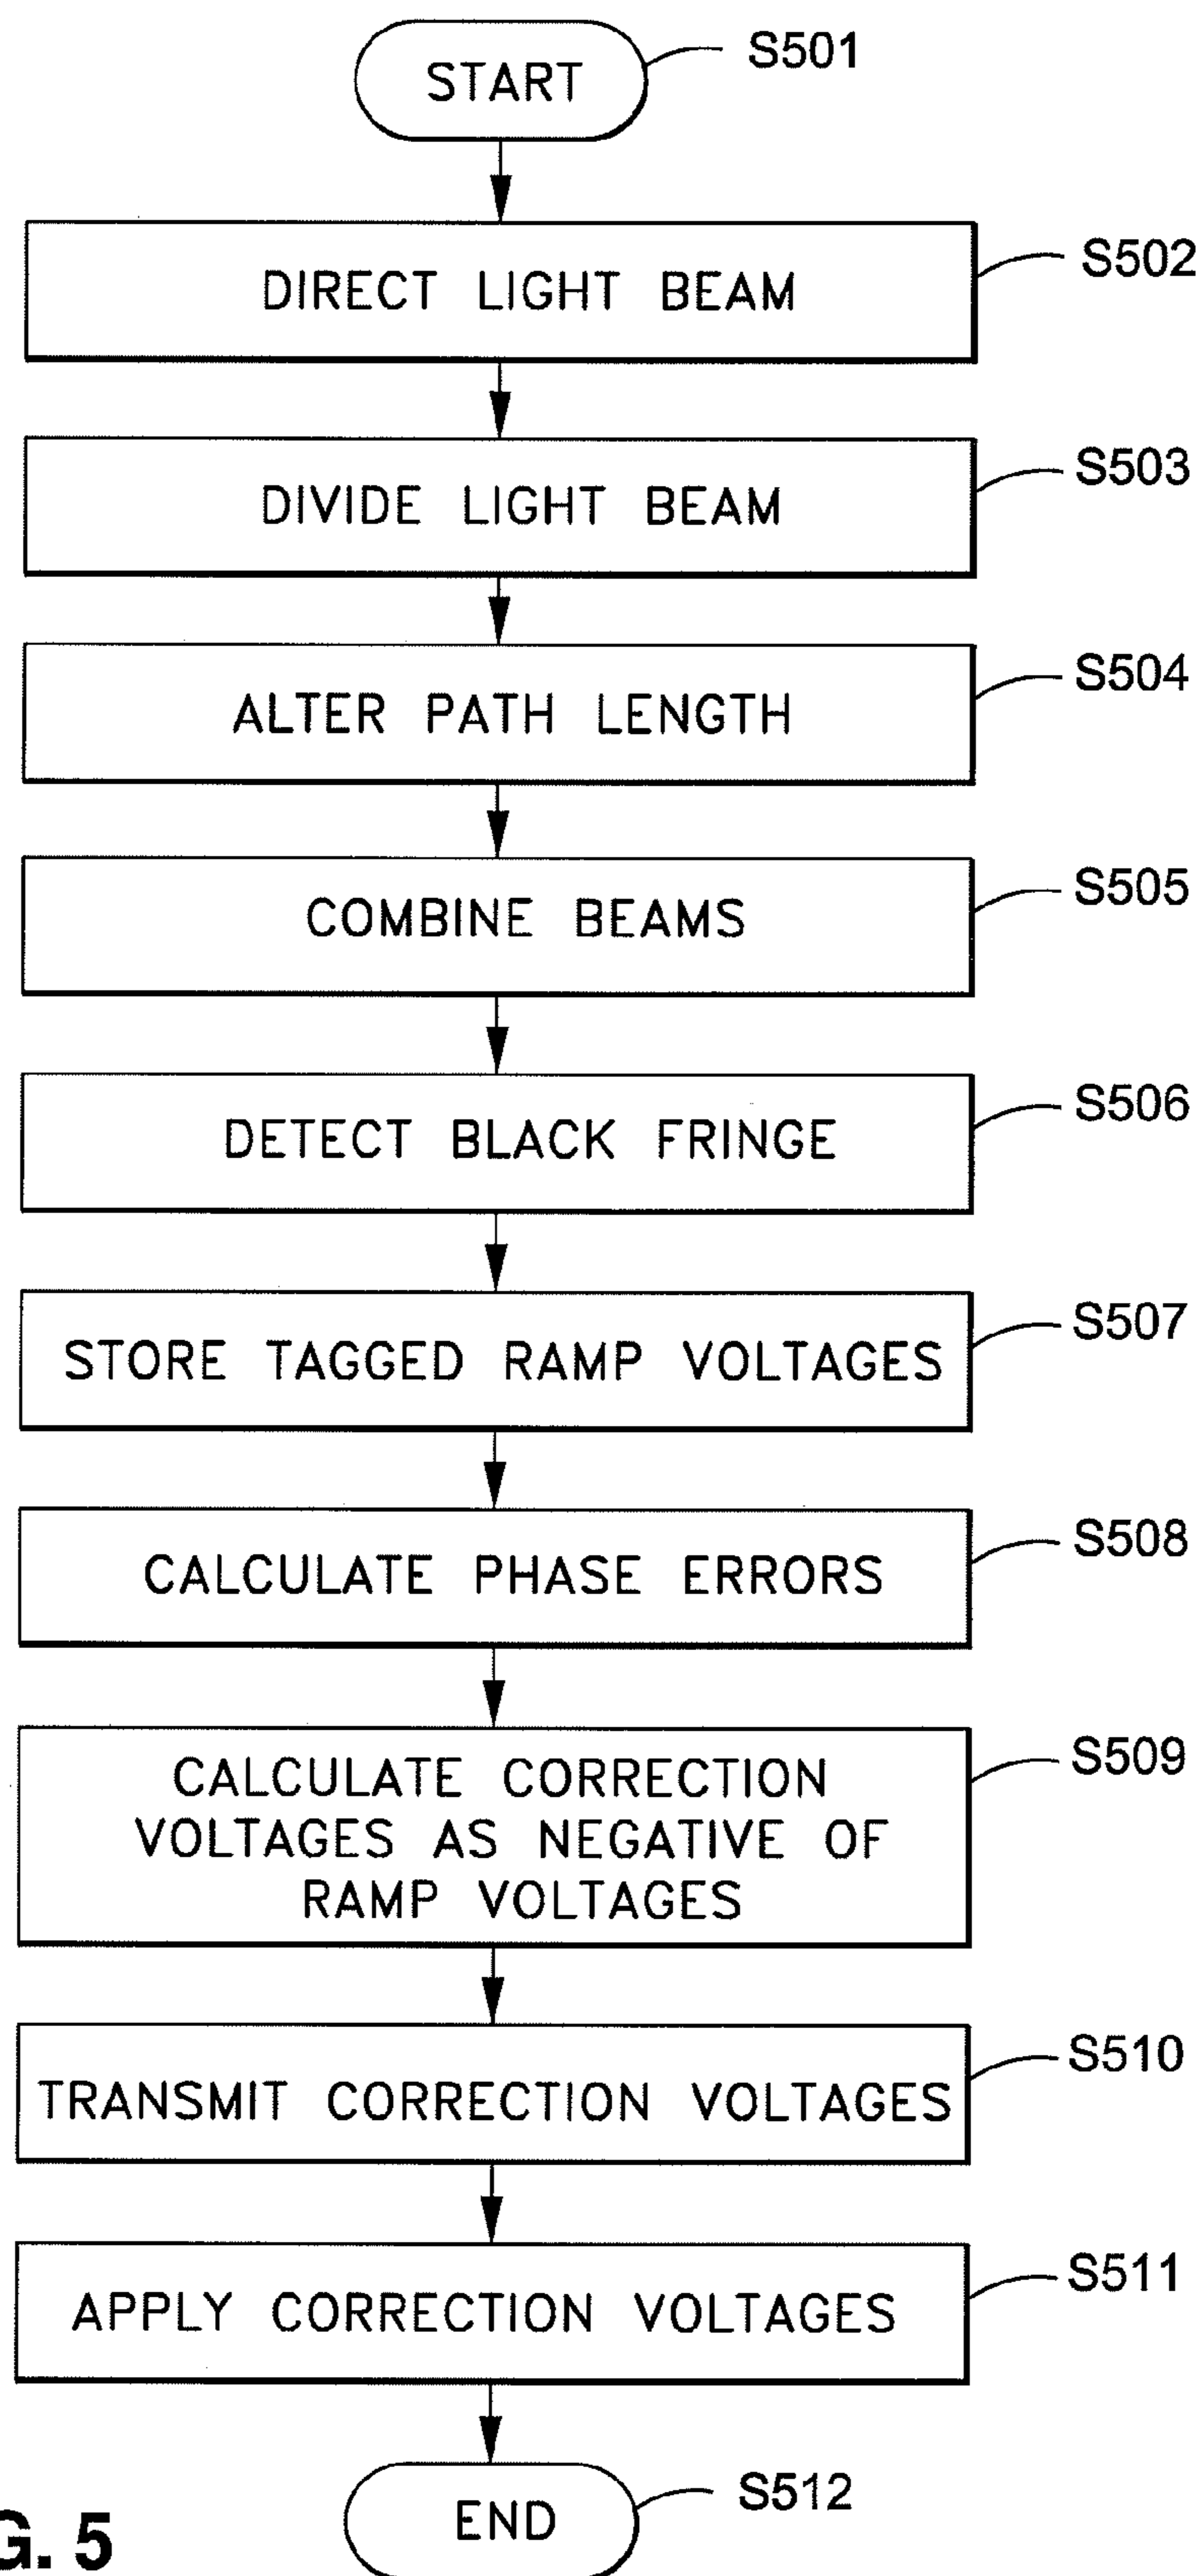 START
S501
DIRECT LIGHT BEAM
S502
DIVIDE LIGHT BEAM
S503
ALTER PATH LENGTH
S504
COMBINE BEAMS
S505
DETECT BLACK FRINGE
S506
STORE TAGGED RAMP VOLTAGES
S507
CALCULATE PHASE ERRORS
S508
CALCULATE CORRECTION
VOLTAGES AS NEGATIVE OF
RAMP VOLTAGES
S509
TRANSMIT CORRECTION VOLTAGES
S510
APPLY CORRECTION VOLTAGES
S511
END
S512
G. 5